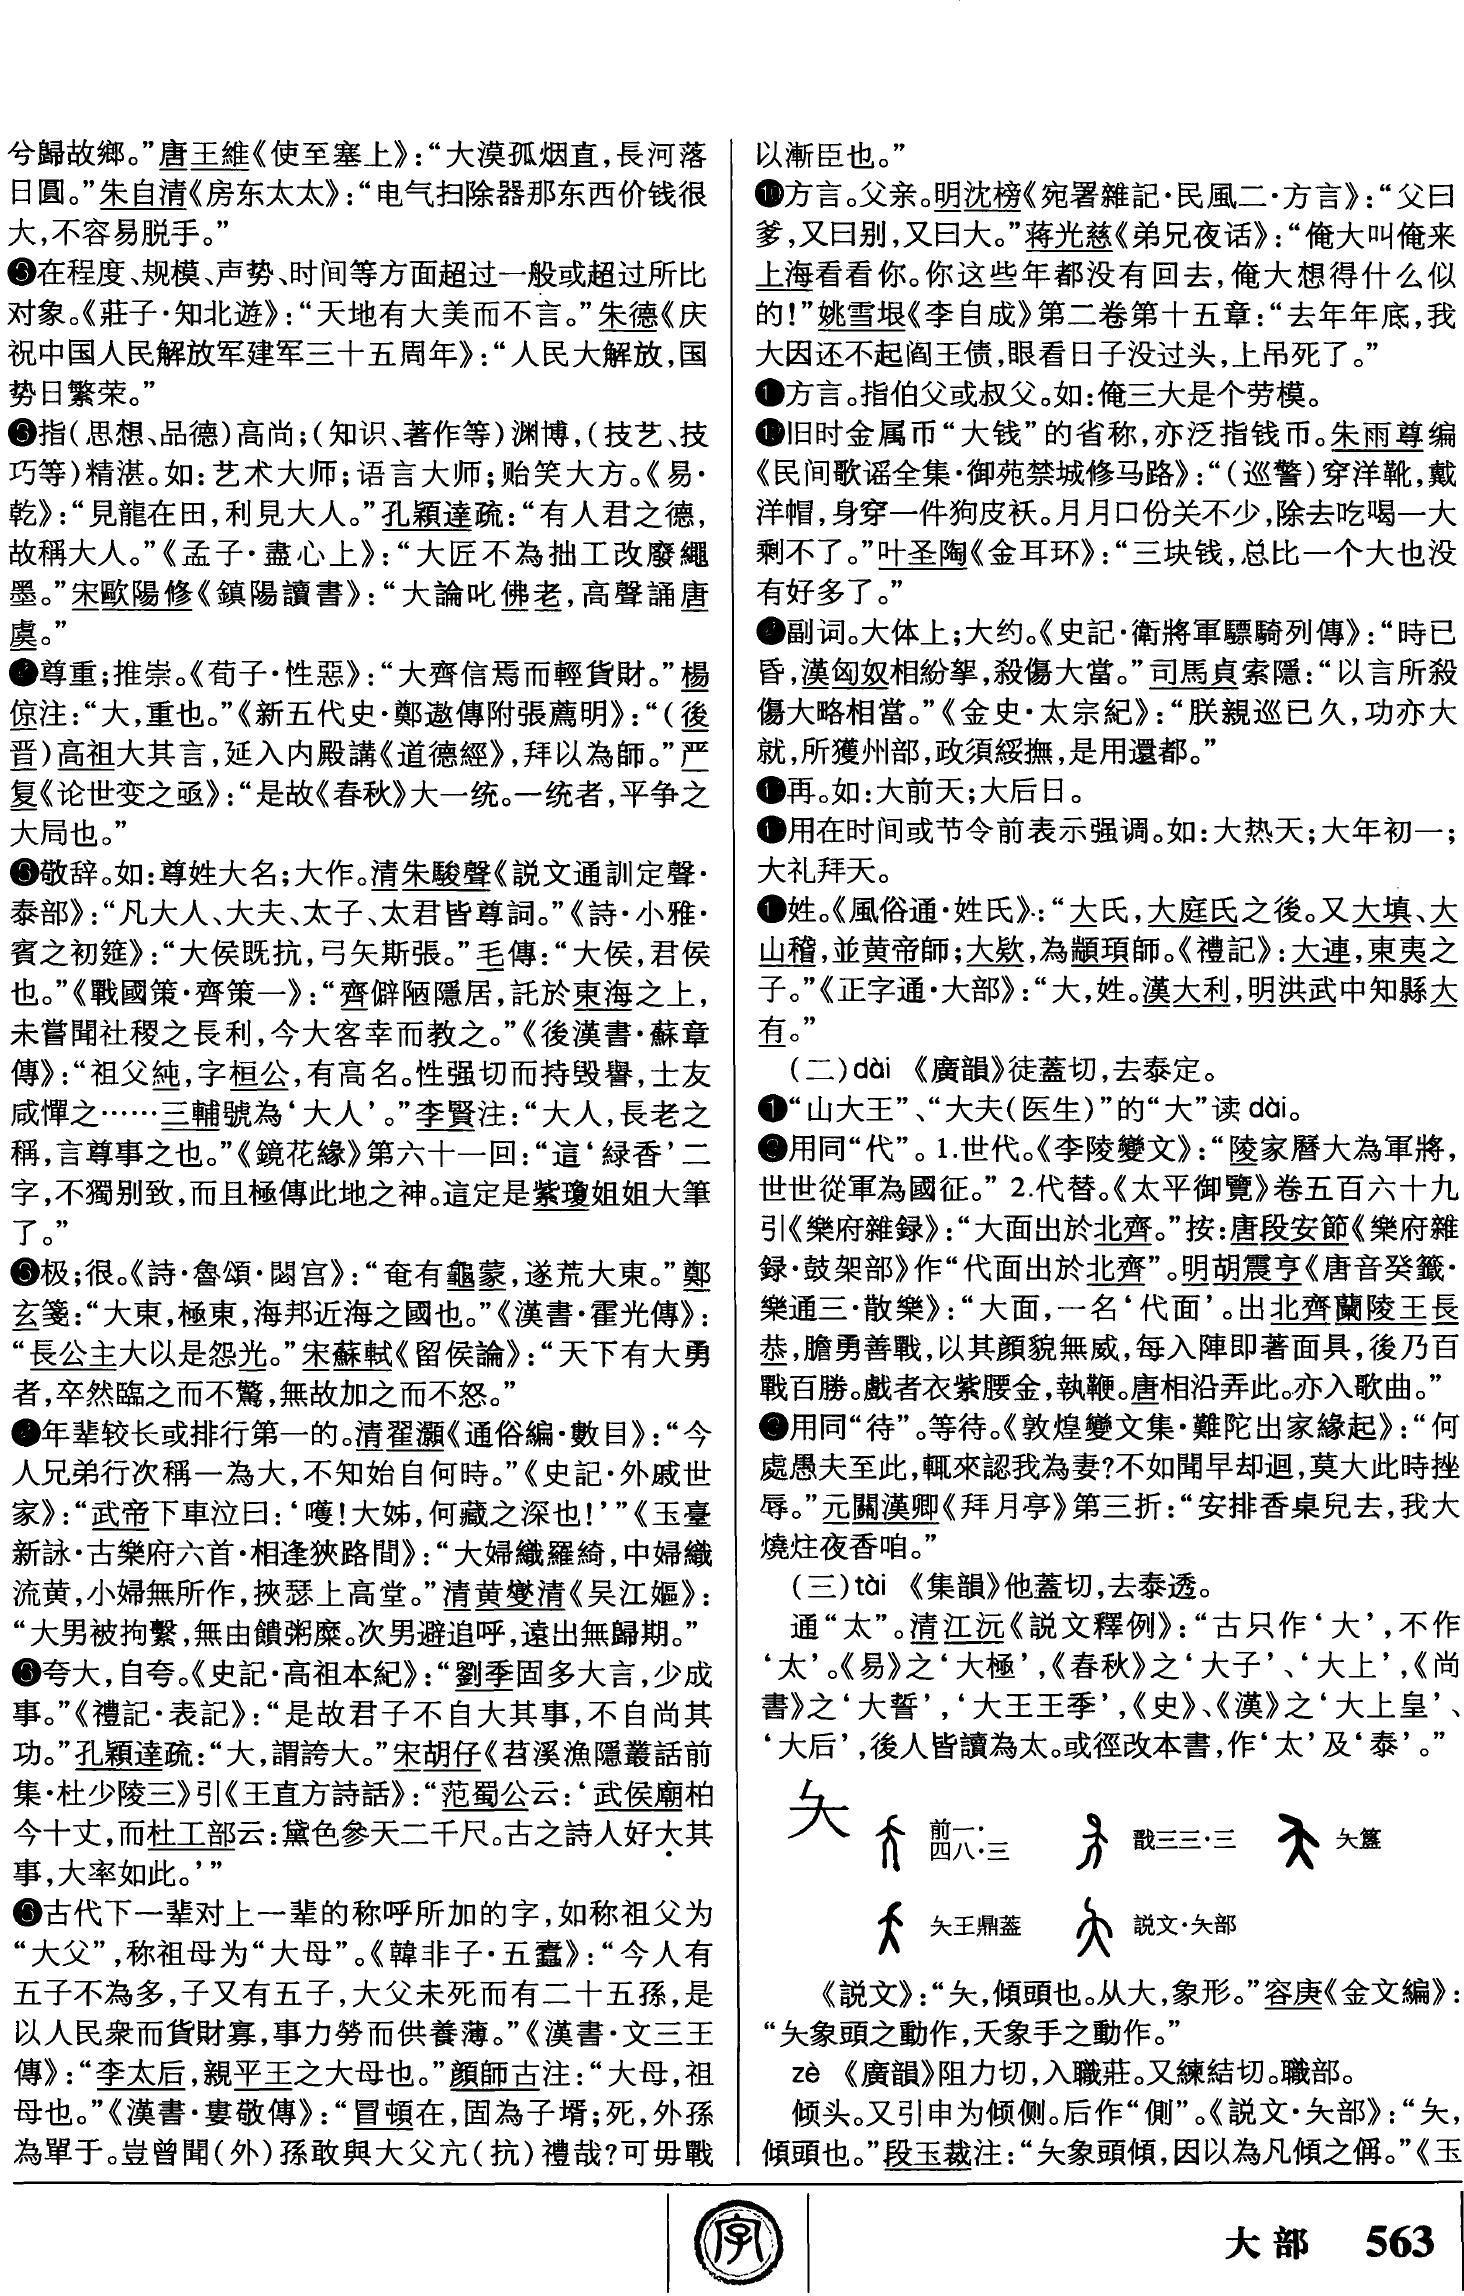 兮歸故鄉。”唐王維《使至塞上》：“大漠孤烟直，長河落
日圓。”朱自清《房东太太》：“电气扫除器那东西价钱很
大，不容易脱手。”
❸在程度、规模、声势、时间等方面超过一般或超过所比
对象。《莊子·知北遊》：“天地有大美而不言。”朱德《庆
祝中国人民解放军建军三十五周年》：“人民大解放，国
势日繁荣。”
❸指（思想、品德）高尚；（知识、著作等）渊博，（技艺、技
巧等）精湛。如：艺术大师；语言大师；贻笑大方。《易·
乾》：“見龍在田，利見大人。”孔穎達疏：“有人君之德，
故稱大人。”《孟子·盡心上》：“大匠不為拙工改廢繩
墨。”宋歐陽修《鎮陽讀書》：“大論叱佛老，高聲誦唐
虞。”
尊重；推崇。《荀子·性惡》：“大齊信焉而輕貨財。”楊
倞注：“大，重也。”《新五代史·鄭遨傳附張薦明》：“（後
晋）高祖大其言，延入内殿講《道德經》，拜以為師。”严
复《论世变之亟》：“是故《春秋》大一统。一统者，平争之
大局也。”
敬辞。如：尊姓大名；大作。清朱駿聲《説文通訓定聲·
泰部》：“凡大人、大夫、太子、太君皆尊詞。”《詩·小雅·
賓之初筵》：“大侯既抗，弓矢斯張。”毛傳：“大侯，君侯
也。”《戰國策·齊策一》：“齊僻陋隱居，託於東海之上，
未嘗聞社稷之長利，今大客幸而教之。”《後漢書·蘇章
傳》：“祖父純，字桓公，有高名。性强切而持毁譽，士友
咸憚之……三輔號為‘大人’。”李賢注：“大人，長老之
稱，言尊事之也。”《鏡花緣》第六十一回：“這‘緑香’二
字，不獨别致，而且極傳此地之神。這定是紫瓊姐姐大筆
了。”
极；很。《詩·魯頌·閟宫》：“奄有龜蒙，遂荒大東。”鄭
玄箋：“大東，極東，海邦近海之國也。”《漢書·霍光傳》：
“長公主大以是怨光。”宋蘇軾《留侯論》：“天下有大勇
者，卒然臨之而不驚，無故加之而不怒。”
年辈较长或排行第一的。清翟灝《通俗編·數目》：“今
人兄弟行次稱一為大，不知始自何時。”《史記·外戚世
家》：“武帝下車泣曰：‘嚄！大姊，何藏之深也！’”《玉臺
新詠·古樂府六首·相逢狹路間》：“大婦織羅綺，中婦織
流黄，小婦無所作，挾瑟上高堂。”清黄燮清《吴江嫗》：
“大男被拘繫，無由饋粥糜。次男避追呼，遠出無歸期。”
夸大，自夸。《史記·高祖本紀》：“劉季固多大言，少成
事。”《禮記·表記》：“是故君子不自大其事，不自尚其
功。”孔穎達疏：“大，謂誇大。”宋胡仔《苕溪漁隱叢話前
集·杜少陵三》引《王直方詩話》：“范蜀公云：‘武侯廟柏
今十丈，而杜工部云：黛色參天二千尺。古之詩人好大其
事，大率如此。’”
古代下一辈对上一辈的称呼所加的字，如称祖父为
“大父”，称祖母为“大母”。《韓非子·五蠹》：“今人有
五子不為多，子又有五子，大父未死而有二十五孫，是
以人民衆而貨財寡，事力勞而供養薄。”《漢書·文三王
傳》：“李太后，親平王之大母也。”顔師古注：“大母，祖
母也。”《漢書·婁敬傳》：“冒頓在，固為子壻；死，外孫
為單于。豈曾聞（外）孫敢與大父亢（抗）禮哉？可毋戰
以漸臣也。”
方言。父亲。明沈榜《宛署雜記·民風二·方言》：“父曰
爹，又曰别，又曰大。”蒋光慈《弟兄夜话》：“俺大叫俺来
上海看看你。你这些年都没有回去，俺大想得什么似
的！”姚雪垠《李自成》第二卷第十五章：“去年年底，我
大因还不起阎王债，眼看日子没过头，上吊死了。”
方言。指伯父或叔父。如：俺三大是个劳模。
旧时金属币“大钱”的省称，亦泛指钱币。朱雨尊编
《民间歌谣全集·御苑禁城修马路》：“（巡警）穿洋靴，戴
洋帽，身穿一件狗皮袄。月月口份关不少，除去吃喝一大
剩不了。”叶圣陶《金耳环》：“三块钱，总比一个大也没
有好多了。”
副词。大体上；大约。《史記·衛將軍驃騎列傳》：“時已
昏，漢匈奴相紛挐，殺傷大當。”司馬貞索隱：“以言所殺
傷大略相當。”《金史·太宗紀》：“朕親巡已久，功亦大
就，所獲州部，政須綏撫，是用還都。”
再。如：大前天；大后日。
用在时间或节令前表示强调。如：大热天；大年初一；
大礼拜天。
姓。《風俗通·姓氏》：“大氏，大庭氏之後。又大填、大
山稽，並黄帝師；大欵，為顓頊師。《禮記》：大連，東夷之
子。”《正字通·大部》：“大，姓。漢大利，明洪武中知縣大
有。”
（二）dài 《廣韻》徒蓋切，去泰定。
❶“山大王”、“大夫（医生）”的“大”读dài。
❷用同“代”。1.世代。《李陵變文》：“陵家曆大為軍將，
世世從軍為國征。”2.代替。《太平御覽》卷五百六十九
引《樂府雜録》：“大面出於北齊。”按：唐段安節《樂府雜
録·鼓架部》作“代面出於北齊”。明胡震亨《唐音癸籤·
樂通三·散樂》：“大面，一名‘代面’。出北齊蘭陵王長
恭，膽勇善戰，以其顔貌無威，每入陣即著面具，後乃百
戰百勝。戲者衣紫腰金，執鞭。唐相沿弄此。亦入歌曲。”
用同“待”。等待。《敦煌變文集·難陀出家緣起》：“何
處愚夫至此，輒來認我為妻？不如聞早却迴，莫大此時挫
辱。”元關漢卿《拜月亭》第三折：“安排香桌兒去，我大
燒炷夜香咱。”
（三）tài 《集韻》他蓋切，去泰透。
通“太”。清江沅《説文釋例》：“古只作‘大’，不作
‘太’。《易》之‘大極’，《春秋》之‘大子’、‘大上’，《尚
書》之‘大誓’，‘大王王季’，《史》、《漢》之‘大上皇’、
‘大后’，後人皆讀為太。或徑改本書，作‘太’及‘泰’。”
夨
前一·四八·三 戩三三·三 夨簋
夨王鼎蓋 説文·夨部
《説文》：“夨，傾頭也。从大，象形。”容庚《金文編》：
“夨象頭之動作，夭象手之動作。”
zè 《廣韻》阻力切，入職莊。又練結切。職部。
倾头。又引申为倾侧。后作“側”。《説文·夨部》：“夨，
傾頭也。”段玉裁注：“夨象頭傾，因以為凡傾之偁。”《玉
字
大部 563